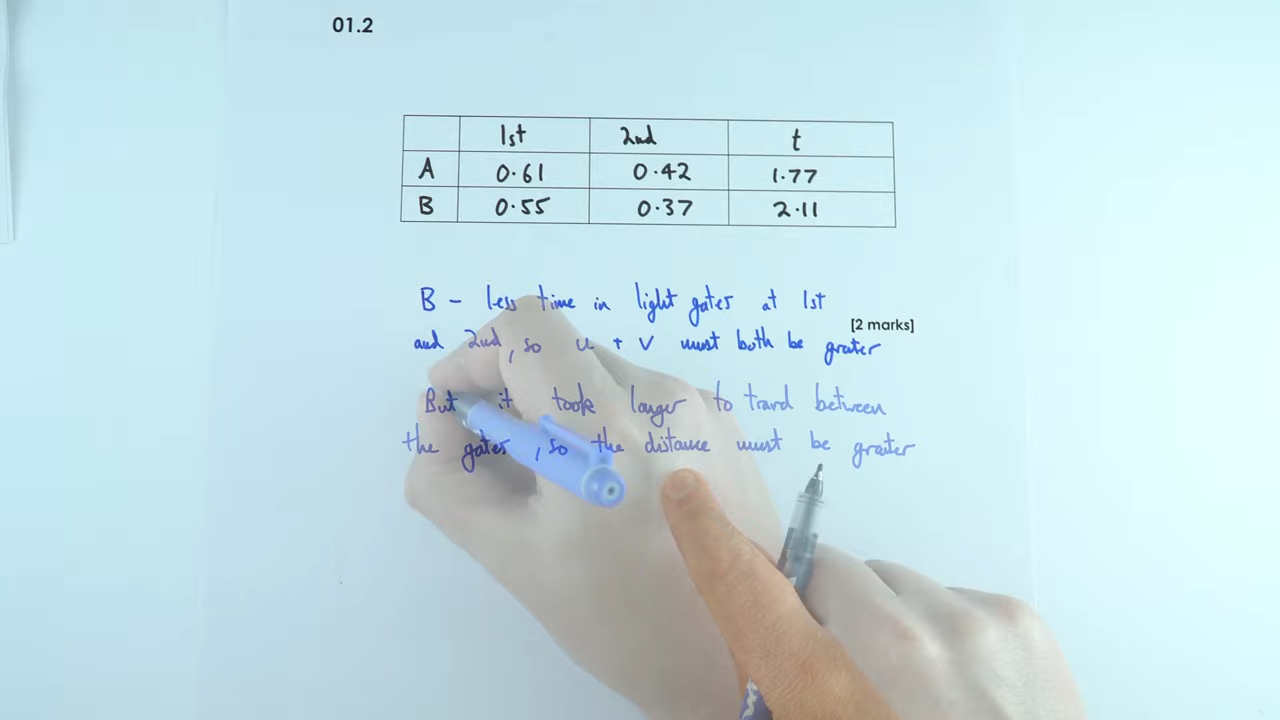 01.2
1st 2nd t
A 0.61 0.42 1.77
B 0.55 0.37 2.11
B - less time in light gates at 1st
[2 marks]
and 2nd, so u + v must both be grater
But it took longer to travel between
the gates, so the distance must be greater